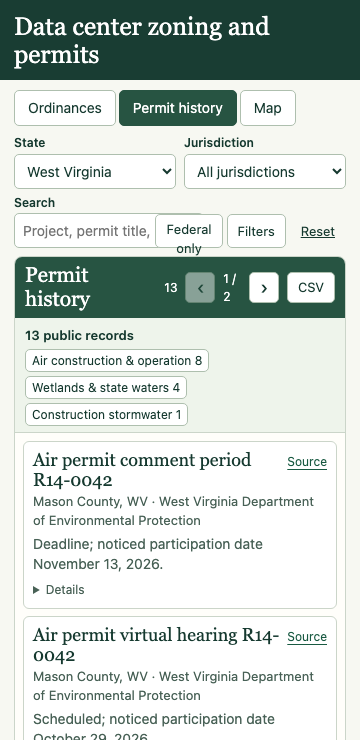 Data center zoning and
permits
Ordinances
Permit history
Map
State
Jurisdiction
West Virginia
All jurisdictions
Search
Project, permit title,
Federal
only
Filters
Reset
Permit
history
13
‹
1 /
2
›
CSV
13 public records
Air construction & operation 8
Wetlands & state waters 4
Construction stormwater 1
Air permit comment period
R14-0042
Source
Mason County, WV · West Virginia Department
of Environmental Protection
Deadline; noticed participation date
November 13, 2026.
Details
Air permit virtual hearing R14-
0042
Source
Mason County, WV · West Virginia Department
of Environmental Protection
Scheduled; noticed participation date
October 29, 2026.